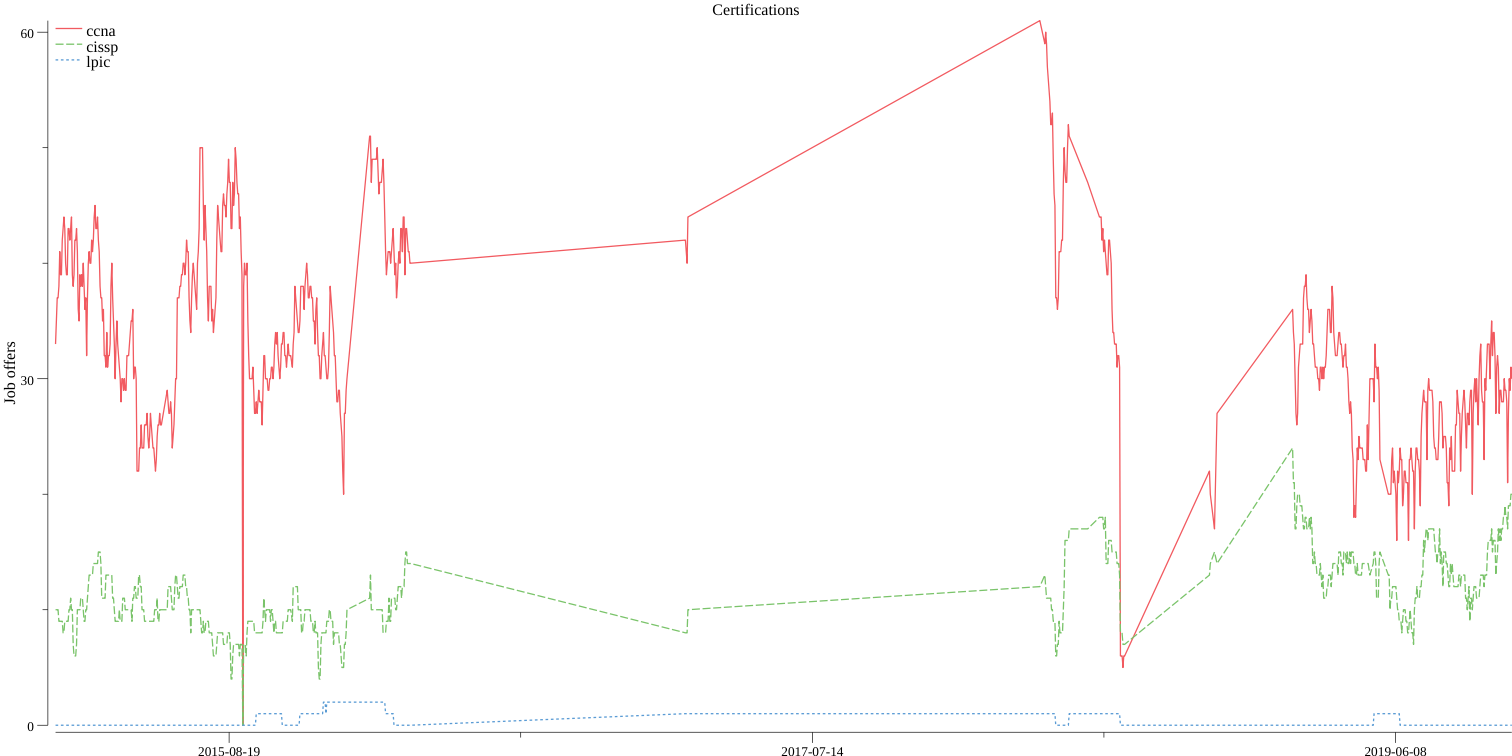 Certifications
ccna
cissp
lpic
60
30
0
Job offers
2015-08-19
2017-07-14
2019-06-08